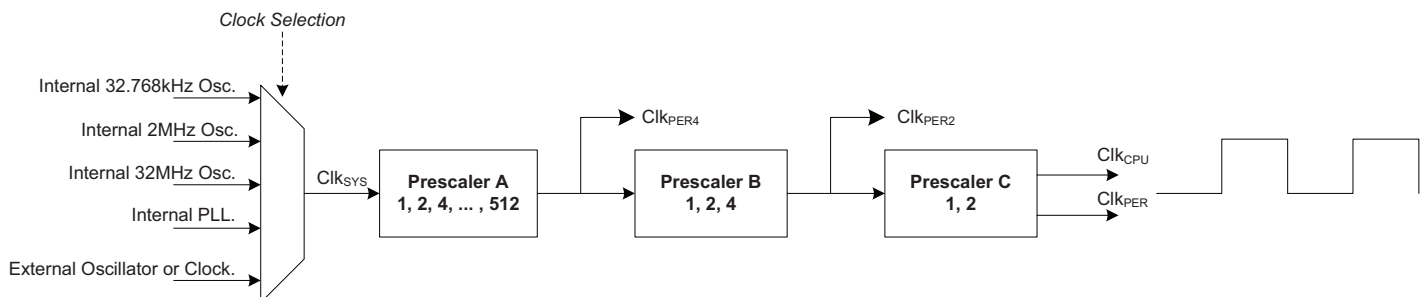 Clock Selection
Internal 32.768kHz Osc.
Internal 2MHz Osc.
Internal 32MHz Osc.
Internal PLL.
External Oscillator or Clock.
ClkSYS
Prescaler A
1, 2, 4, ... , 512
ClkPER4
Prescaler B
1, 2, 4
ClkPER2
Prescaler C
1, 2
ClkCPU
ClkPER